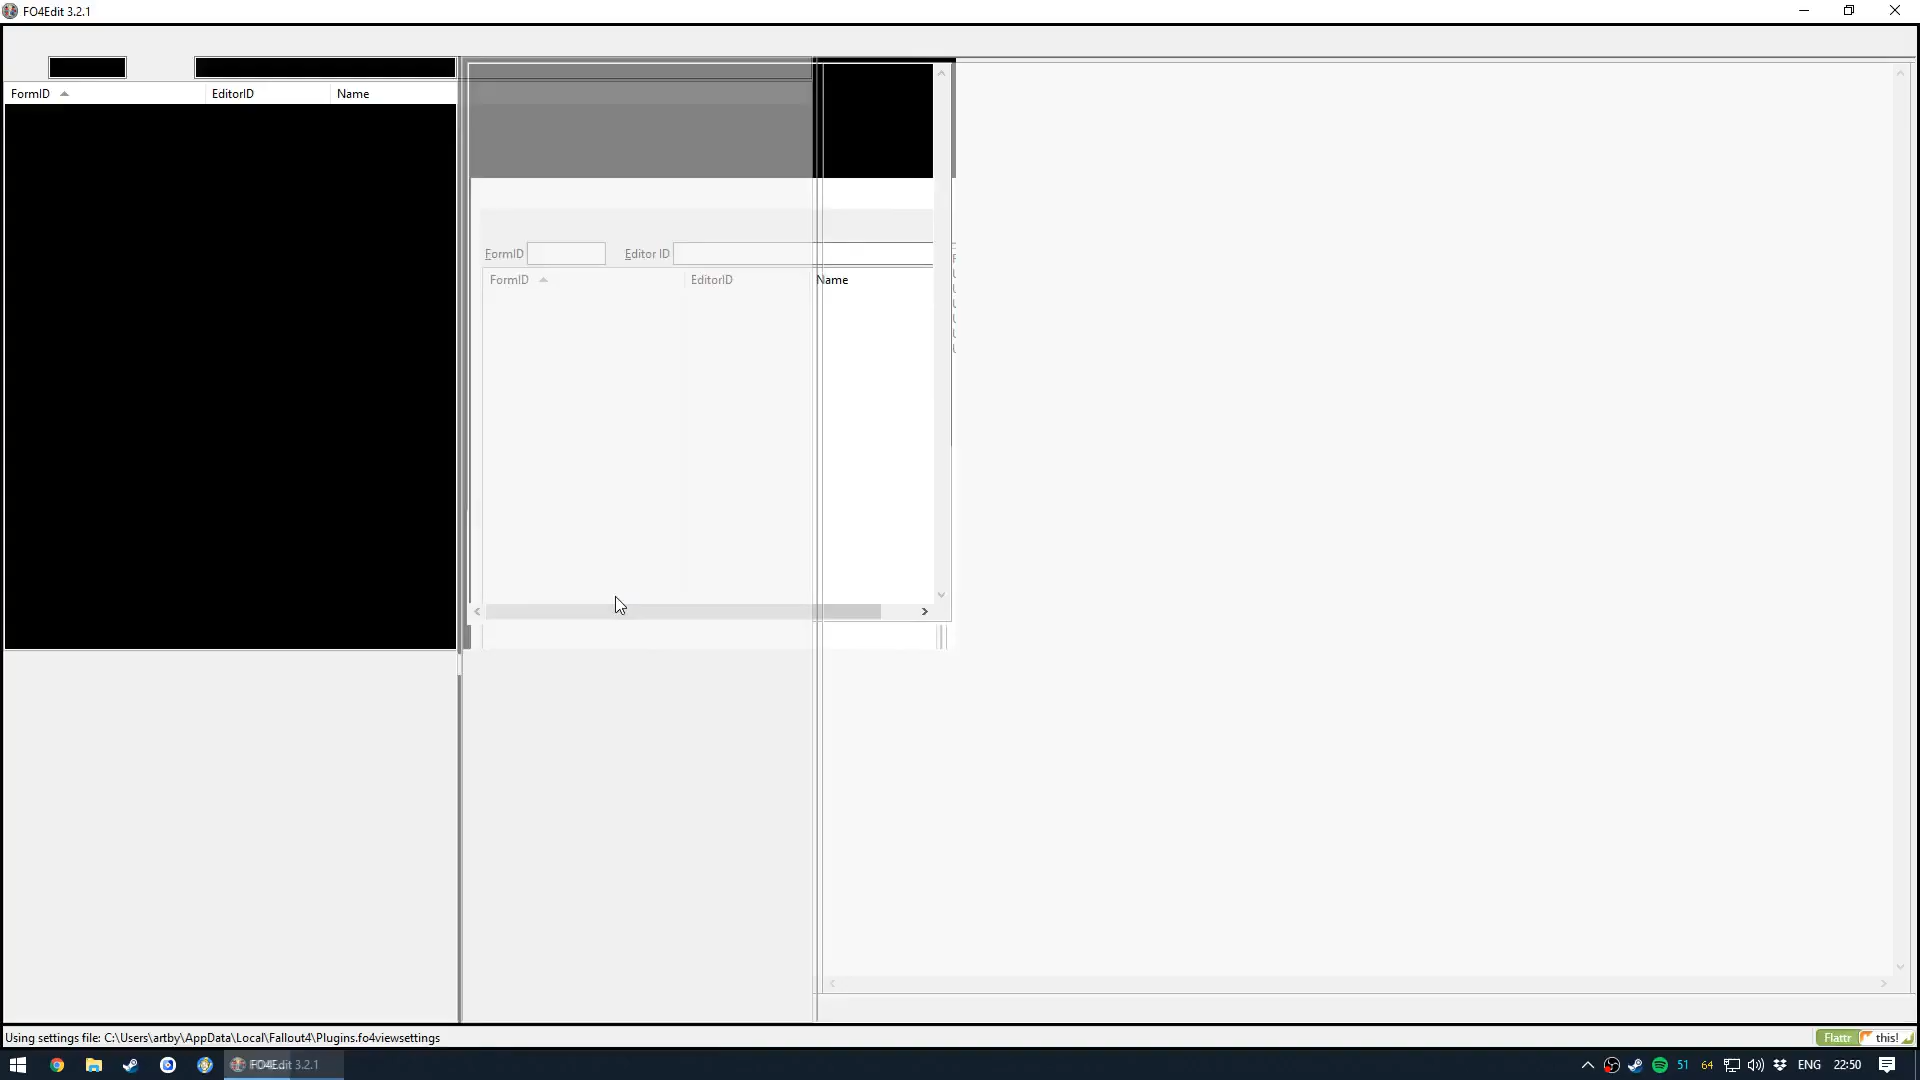 FO4Edit 3.2.1
FormID EditorID Name
FormID Editor ID
FormID EditorID Name
Using settings file: C:\Users\artby\AppData\Local\Fallout4\Plugins.fo4viewsettings
Flattr this!
FO4Edit 3.2.1
51 64 ENG 22:50